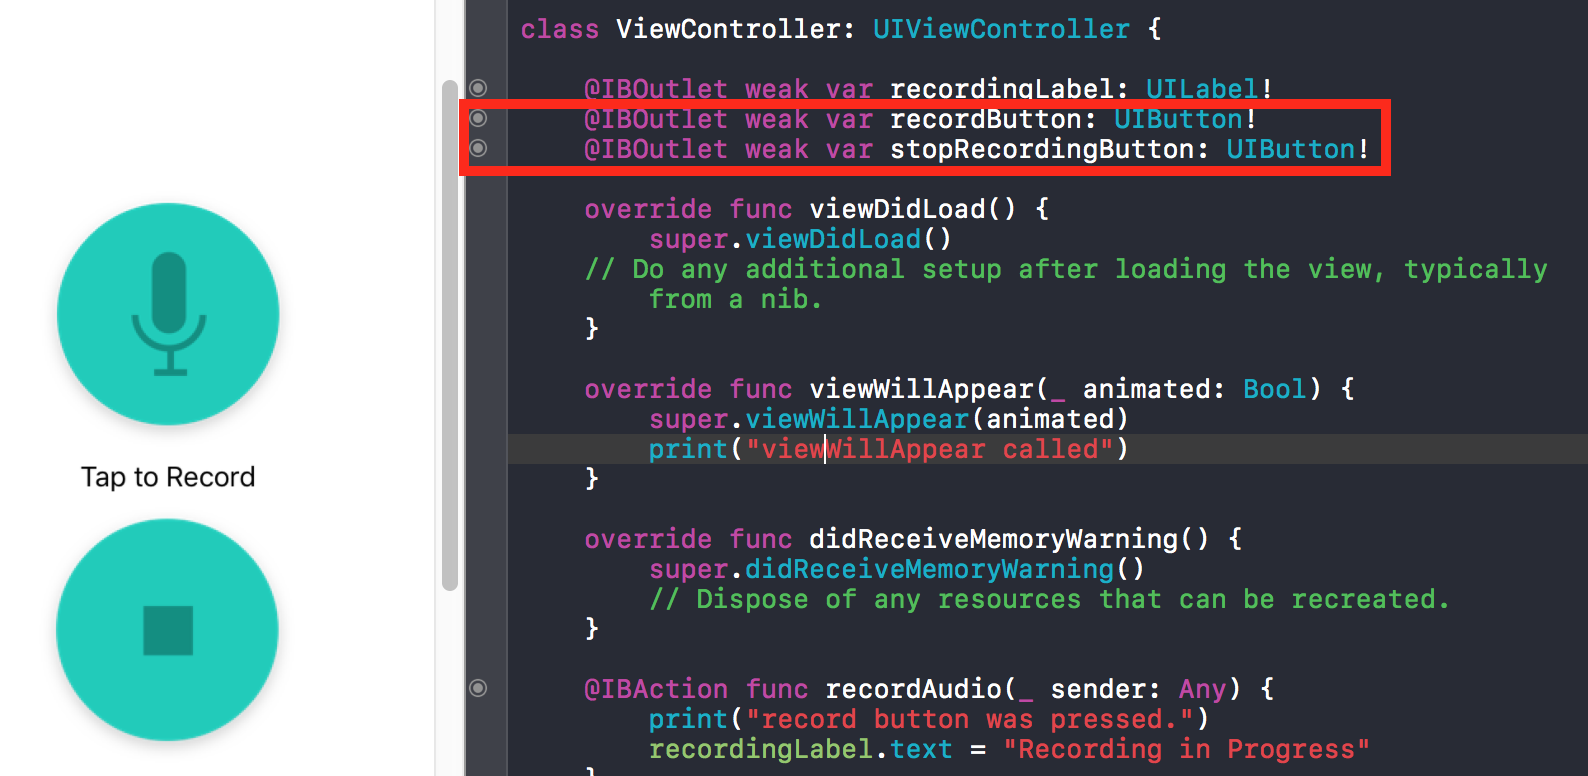 Tap to Record
class ViewController: UIViewController {
@IBOutlet weak var recordingLabel: UILabel!
@IBOutlet weak var recordButton: UIButton!
@IBOutlet weak var stopRecordingButton: UIButton!
override func viewDidLoad() {
super.viewDidLoad()
// Do any additional setup after loading the view, typically
from a nib.
}
override func viewWillAppear(_ animated: Bool) {
super.viewWillAppear(animated)
print("viewWillAppear called")
}
override func didReceiveMemoryWarning() {
super.didReceiveMemoryWarning()
// Dispose of any resources that can be recreated.
}
@IBAction func recordAudio(_ sender: Any) {
print("record button was pressed.")
recordingLabel.text = "Recording in Progress"
}